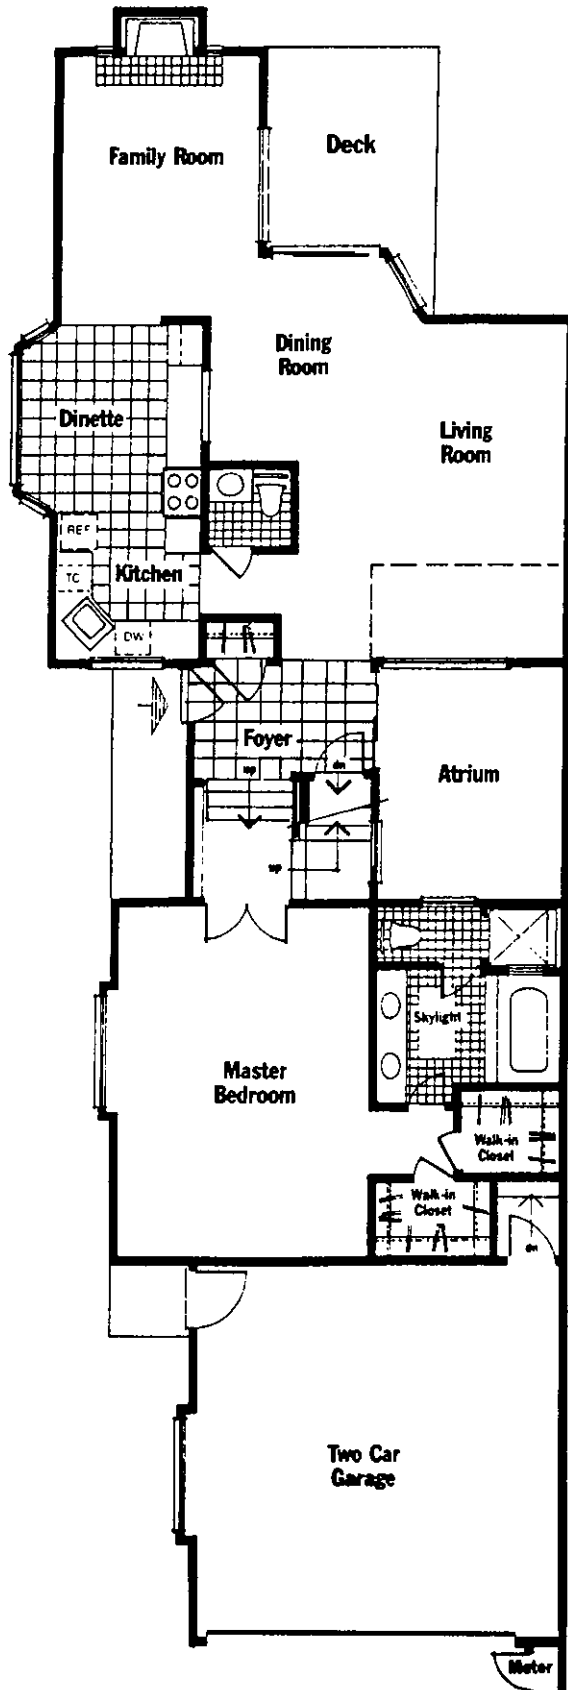 Family Room
Deck
Dining
Room
Dinette
Living
Room
REF
TC
Kitchen
DW
Foyer
up
dn
Atrium
up
Skylight
Master
Bedroom
Walk-in
Closet
Walk-in
Closet
dn
Two Car
Garage
Meter